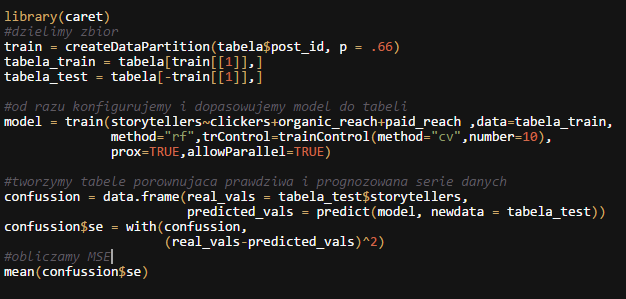 library(caret)
#dzielimy zbior
train = createDataPartition(tabela$post_id, p = .66)
tabela_train = tabela[train[[1]],]
tabela_test = tabela[-train[[1]],]
#od razu konfigurujemy i dopasowujemy model do tabeli
model = train(storytellers~clickers+organic_reach+paid_reach ,data=tabela_train,
method="rf",trControl=trainControl(method="cv",number=10),
prox=TRUE,allowParallel=TRUE)
#tworzymy tabele porownujaca prawdziwa i prognozowana serie danych
confussion = data.frame(real_vals = tabela_test$storytellers,
predicted_vals = predict(model, newdata = tabela_test))
confussion$se = with(confussion,
(real_vals-predicted_vals)^2)
#obliczamy MSE
mean(confussion$se)